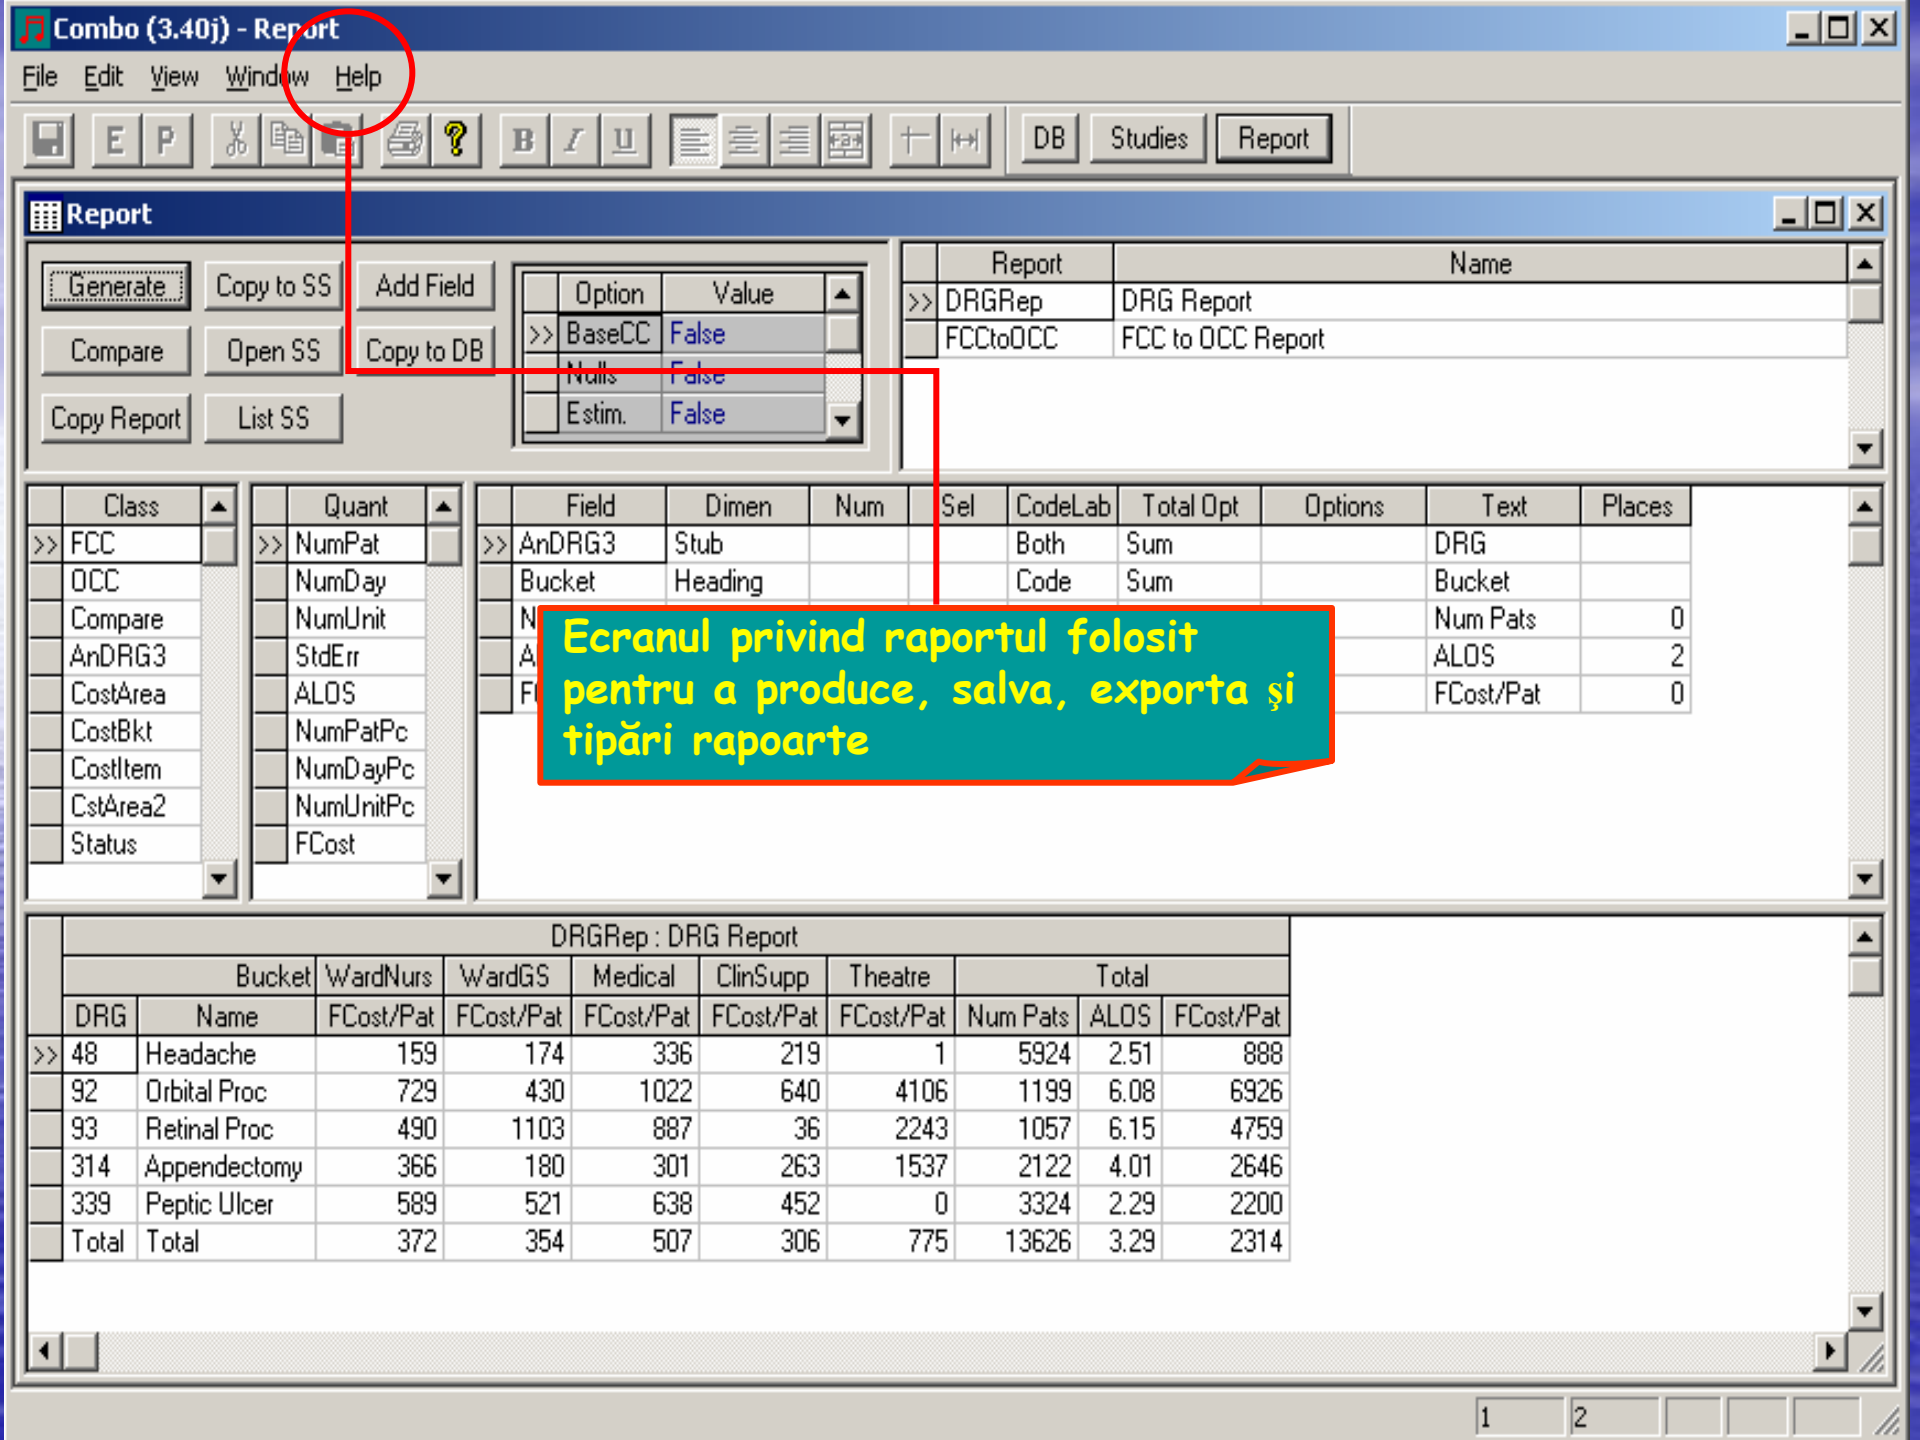 Combo (3.40j) - Report
File Edit View Window Help
E P B I U DB Studies Report
Report
Generate Copy to SS Add Field
Compare Open SS Copy to DB
Copy Report List SS
Option Value
>> BaseCC False
Nulls False
Estim. False
Report Name
>> DRGRep DRG Report
FCCtoOCC FCC to OCC Report
Class
>> FCC
OCC
Compare
AnDRG3
CostArea
CostBkt
CostItem
CstArea2
Status
Quant
>> NumPat
NumDay
NumUnit
StdErr
ALOS
NumPatPc
NumDayPc
NumUnitPc
FCost
Field Dimen Num Sel CodeLab Total Opt Options Text Places
>> AnDRG3 Stub Both Sum DRG
Bucket Heading Code Sum Bucket
Num Pats 0
ALOS 2
FCost/Pat 0
Ecranul privind raportul folosit
pentru a produce, salva, exporta şi
tipări rapoarte
DRGRep : DRG Report
Bucket WardNurs WardGS Medical ClinSupp Theatre Total
DRG Name FCost/Pat FCost/Pat FCost/Pat FCost/Pat FCost/Pat Num Pats ALOS FCost/Pat
>> 48 Headache 159 174 336 219 1 5924 2.51 888
92 Orbital Proc 729 430 1022 640 4106 1199 6.08 6926
93 Retinal Proc 490 1103 887 36 2243 1057 6.15 4759
314 Appendectomy 366 180 301 263 1537 2122 4.01 2646
339 Peptic Ulcer 589 521 638 452 0 3324 2.29 2200
Total Total 372 354 507 306 775 13626 3.29 2314
1 2